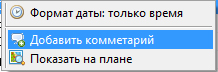 Формат даты: только время
Добавить комметарий
Показать на плане